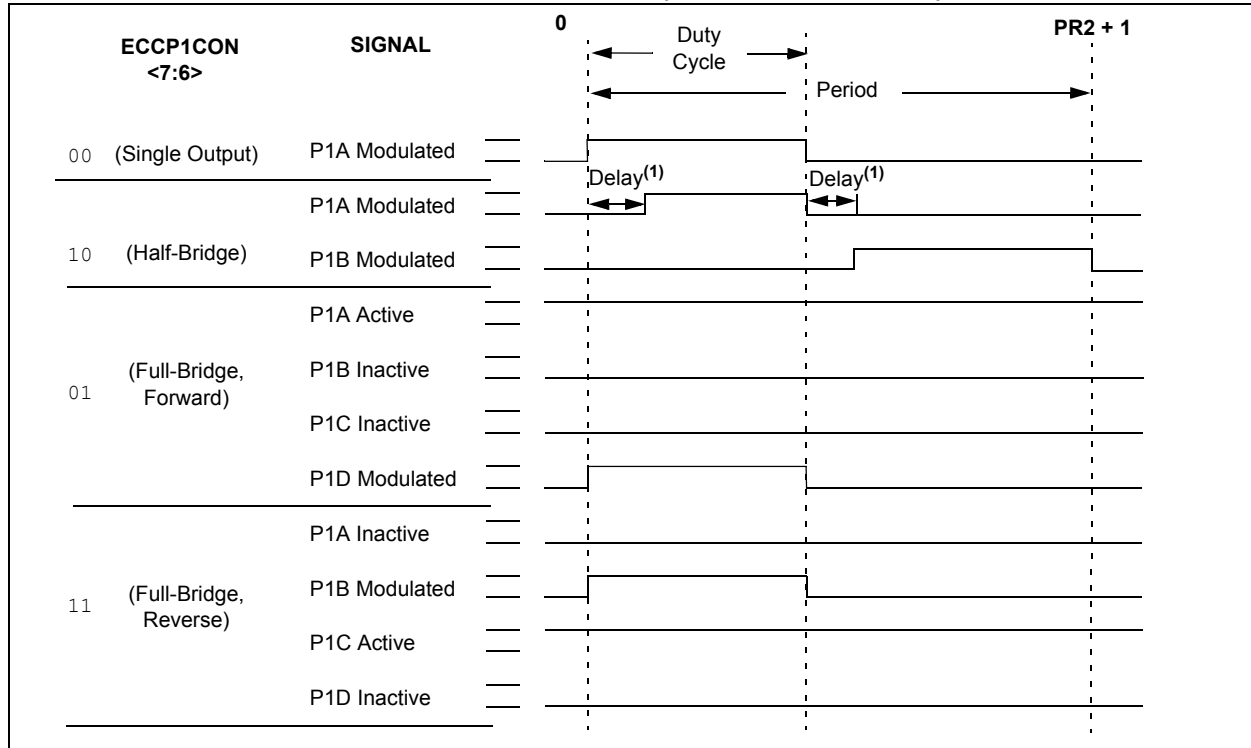 ECCP1CON
<7:6>
SIGNAL
0
Duty
Cycle
PR2 + 1
Period
00 (Single Output) P1A Modulated
Delay(1) Delay(1)
P1A Modulated
10 (Half-Bridge) P1B Modulated
P1A Active
01 (Full-Bridge,
Forward)
P1B Inactive
P1C Inactive
P1D Modulated
P1A Inactive
11 (Full-Bridge,
Reverse)
P1B Modulated
P1C Active
P1D Inactive